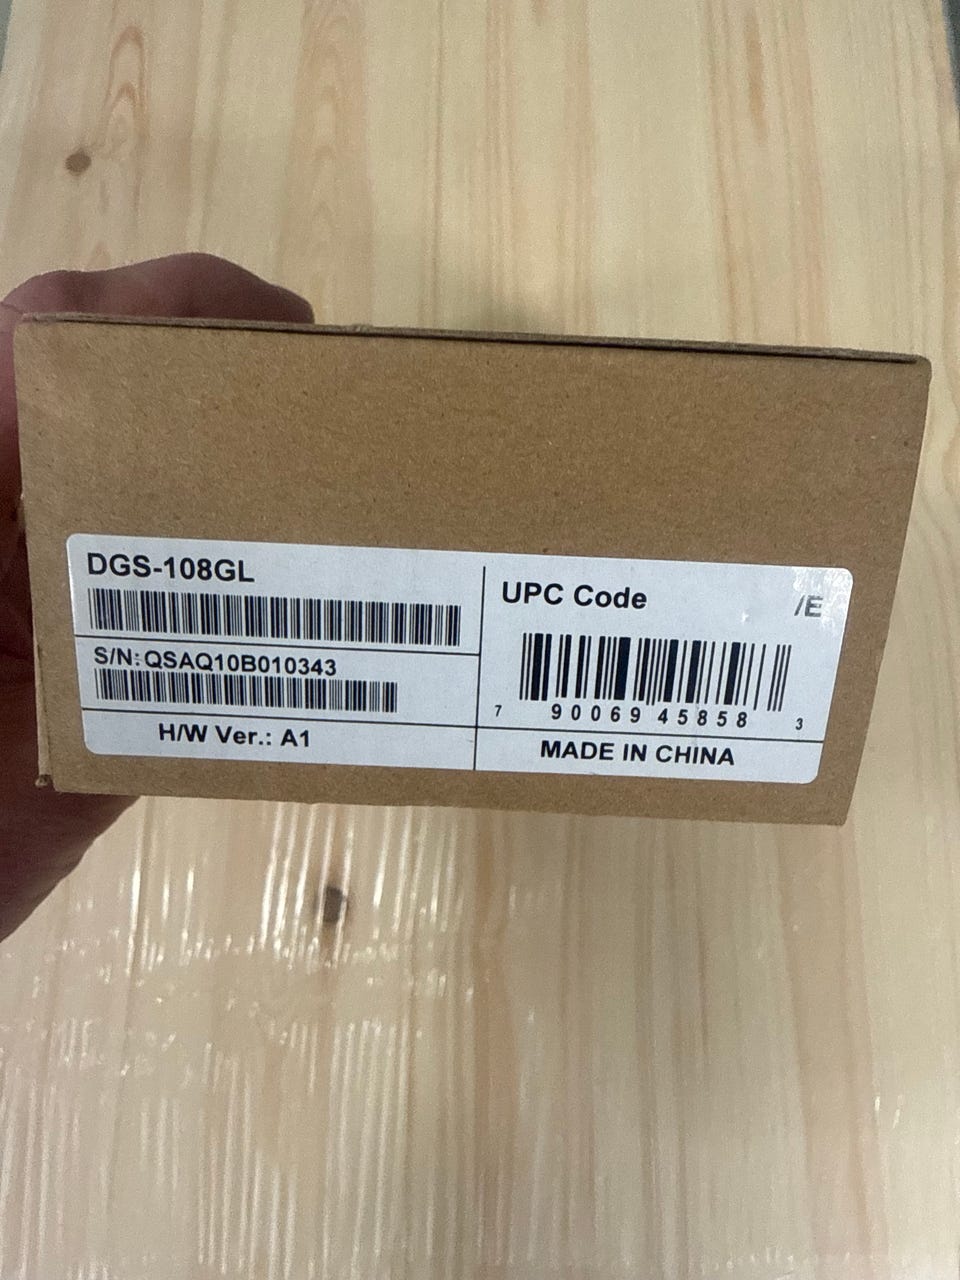 DGS-108GL
S/N: QSAQ10B010343
H/W Ver.: A1
UPC Code /E
7 90069 45858 3
MADE IN CHINA